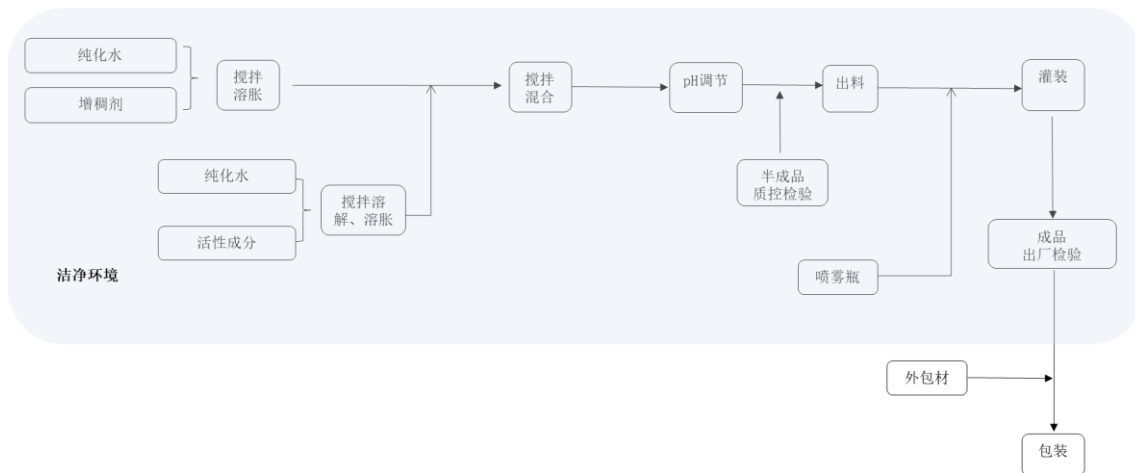 纯化水
增稠剂
搅拌
溶胀
纯化水
活性成分
搅拌溶
解、溶胀
搅拌
混合
pH调节
半成品
质控检验
出料
喷雾瓶
灌装
成品
出厂检验
洁净环境
外包材
包装